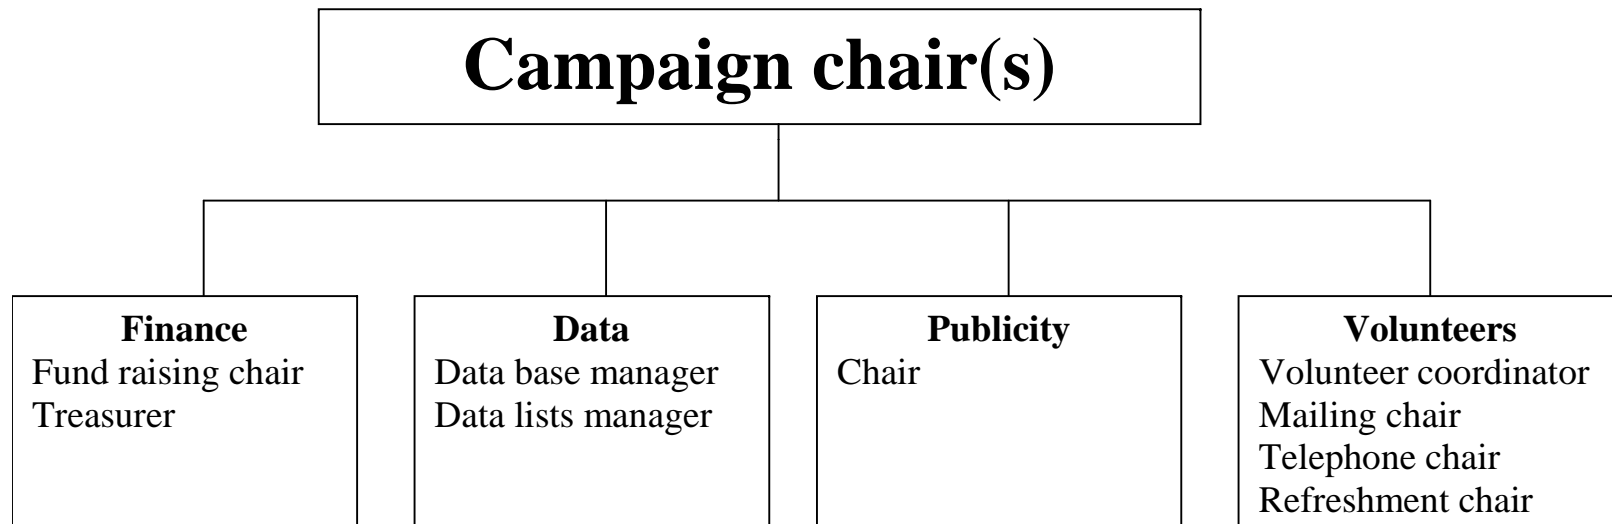 Campaign chair(s)
Finance
Fund raising chair
Treasurer
Data
Data base manager
Data lists manager
Publicity
Chair
Volunteers
Volunteer coordinator
Mailing chair
Telephone chair
Refreshment chair